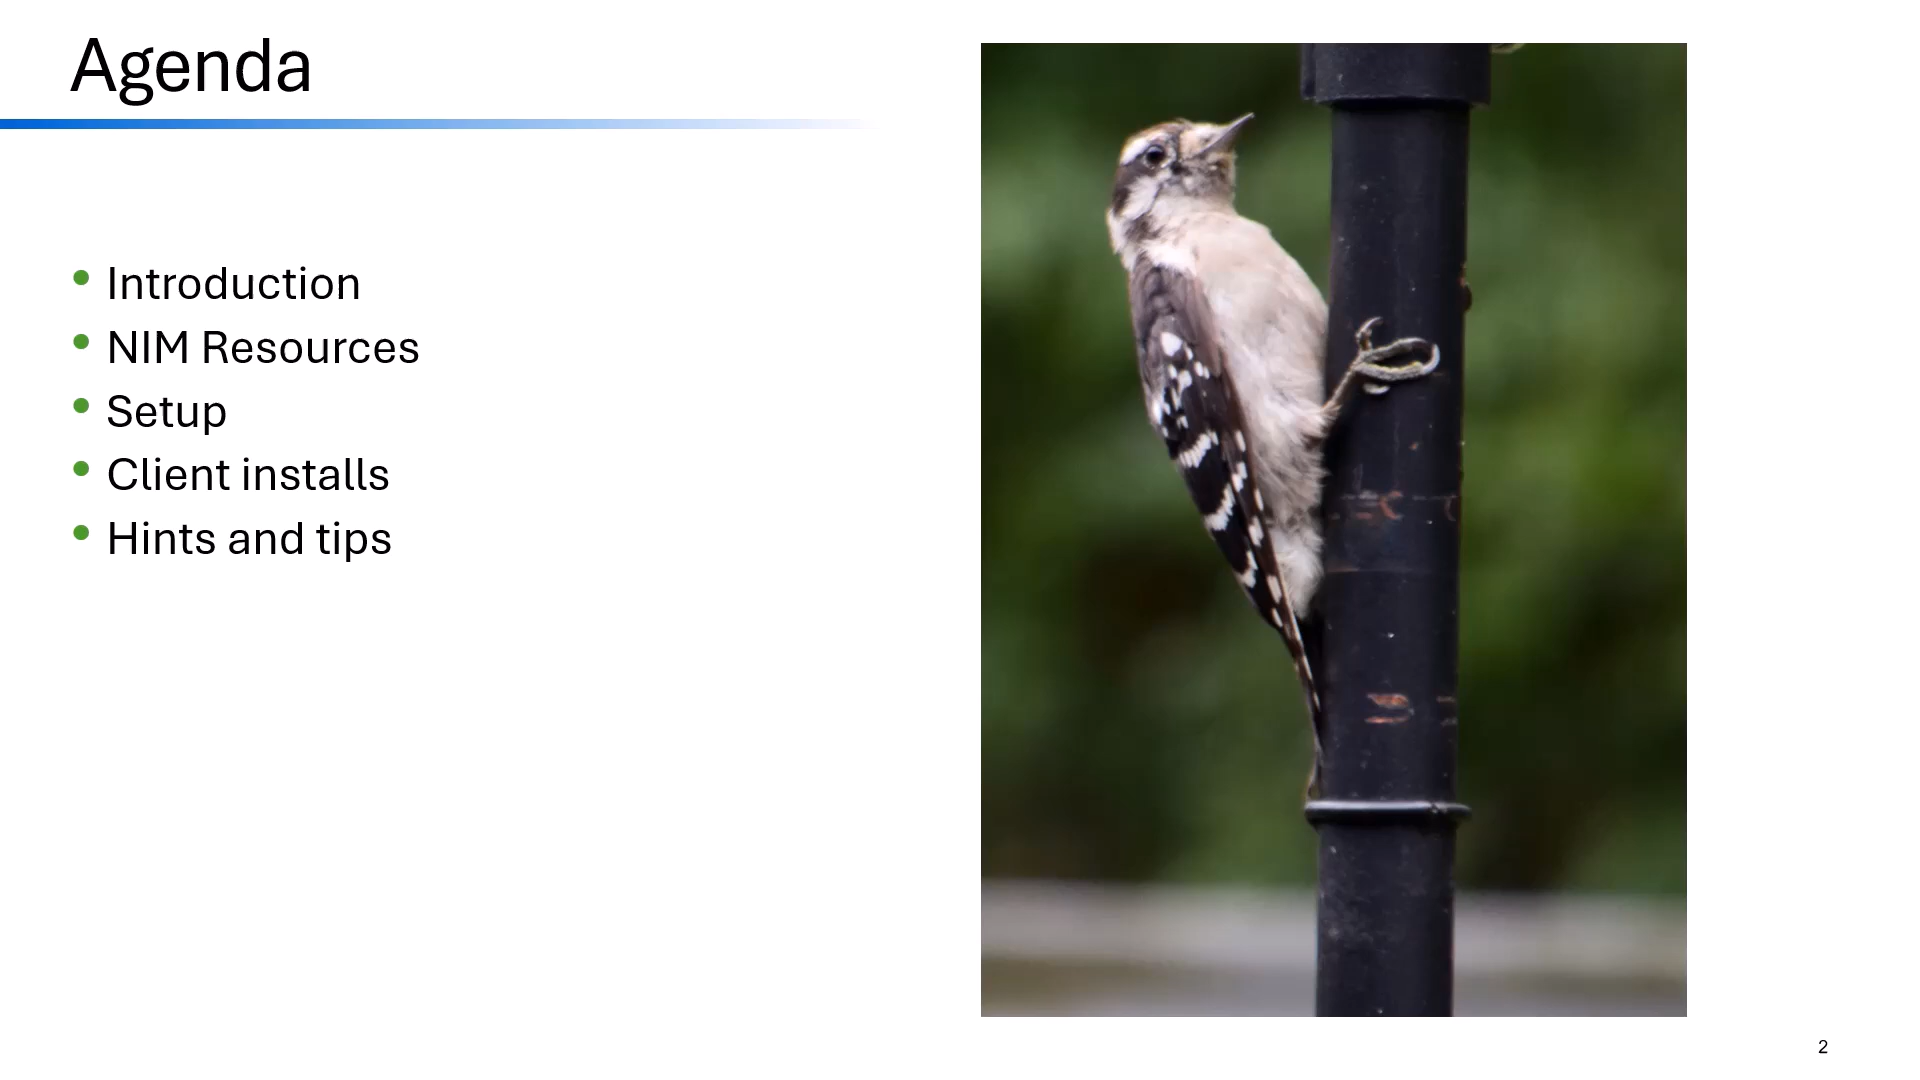 Agenda
• Introduction
• NIM Resources
• Setup
• Client installs
• Hints and tips
2